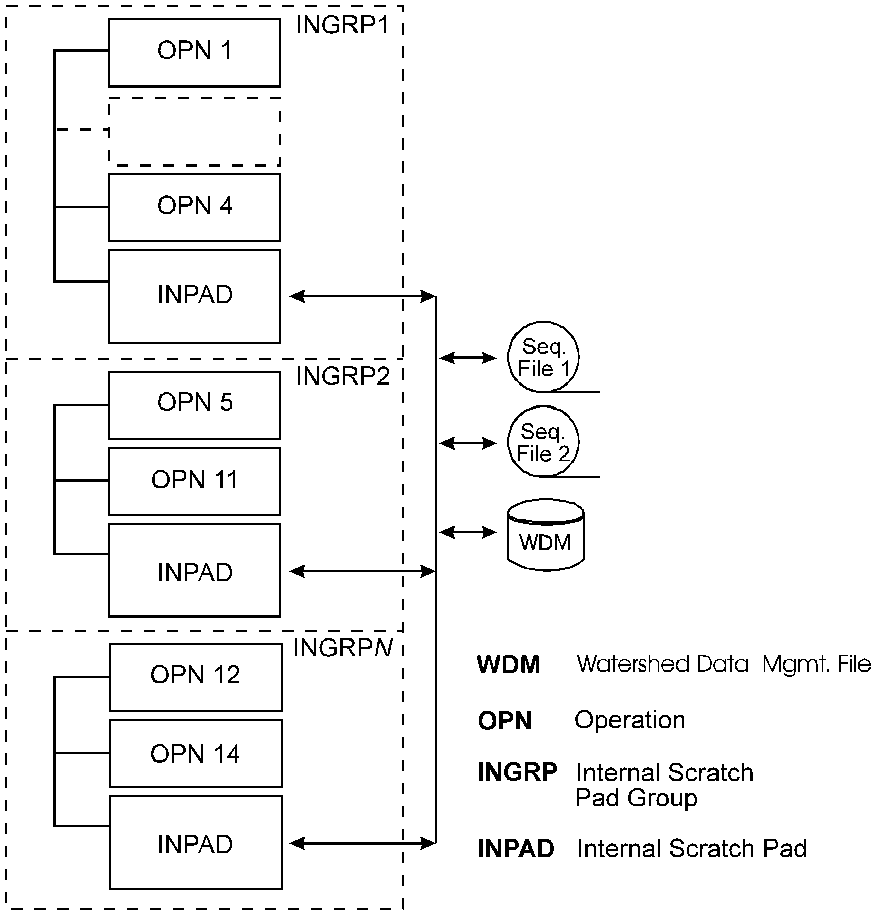 INGRP1
OPN 1
OPN 4
INPAD
Seq.
File 1
INGRP2
OPN 5
Seq.
File 2
OPN 11
WDM
INPAD
INGRPN
OPN 12
WDM Watershed Data Mgmt. File
OPN Operation
OPN 14
INGRP Internal Scratch
Pad Group
INPAD
INPAD Internal Scratch Pad